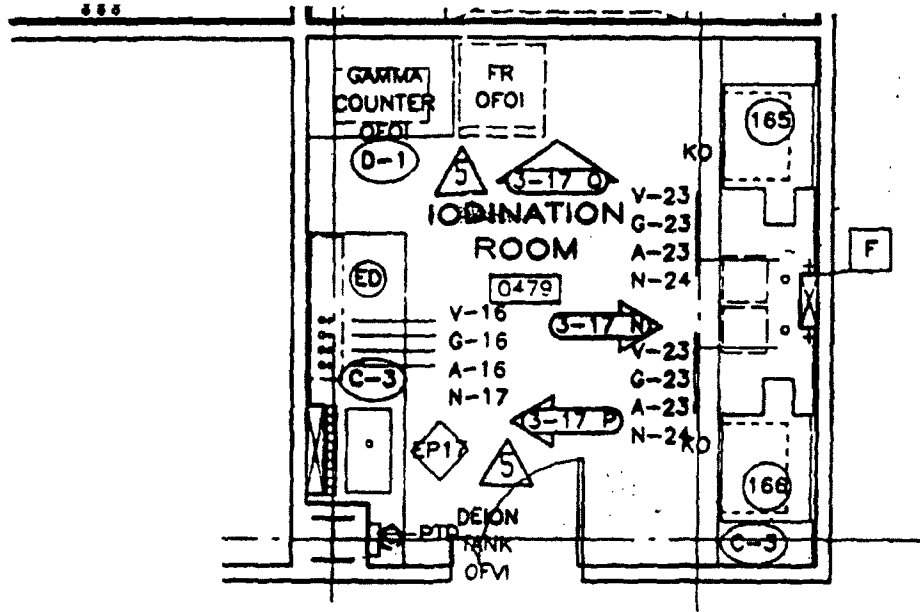 GAMMA
COUNTER
OFOI
FR
OFOI
165
D-1
5
3-17 Q
KO
IODINATION
ROOM
V-23
G-23
A-23
N-24
F
ED
0479
V-16
G-16
A-16
N-17
3-17 N
V-23
G-23
A-23
N-24
KO
C-3
3-17 P
EP17
5
166
PTD
DEION
TANK
OFVI
C-3